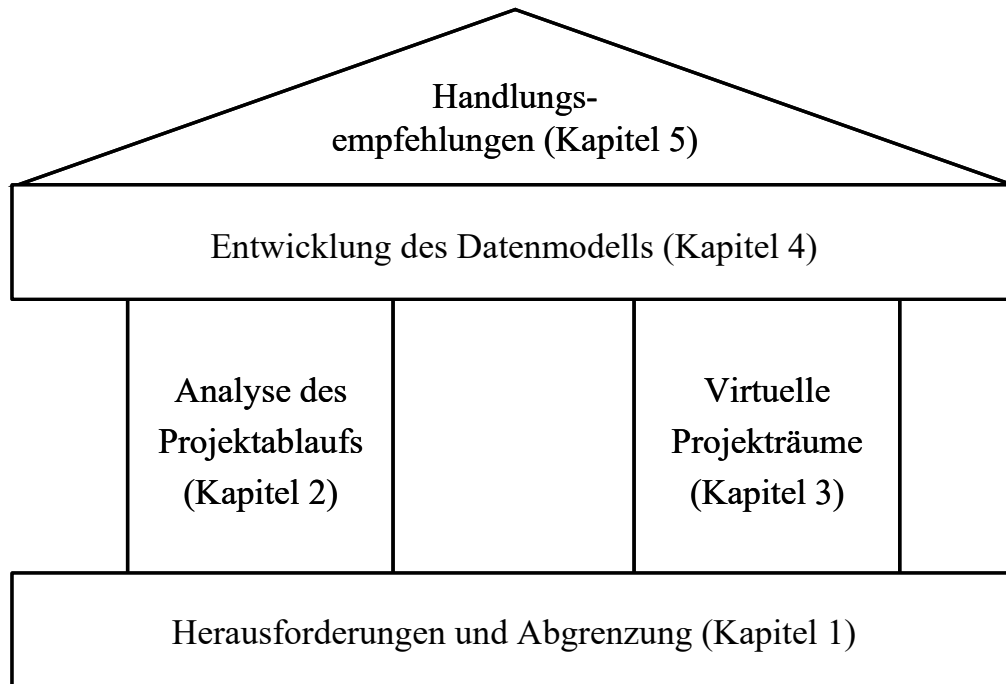 Handlungs-
empfehlungen (Kapitel 5)
Entwicklung des Datenmodells (Kapitel 4)
Analyse des
Projektablaufs
(Kapitel 2)
Virtuelle
Projekträume
(Kapitel 3)
Herausforderungen und Abgrenzung (Kapitel 1)